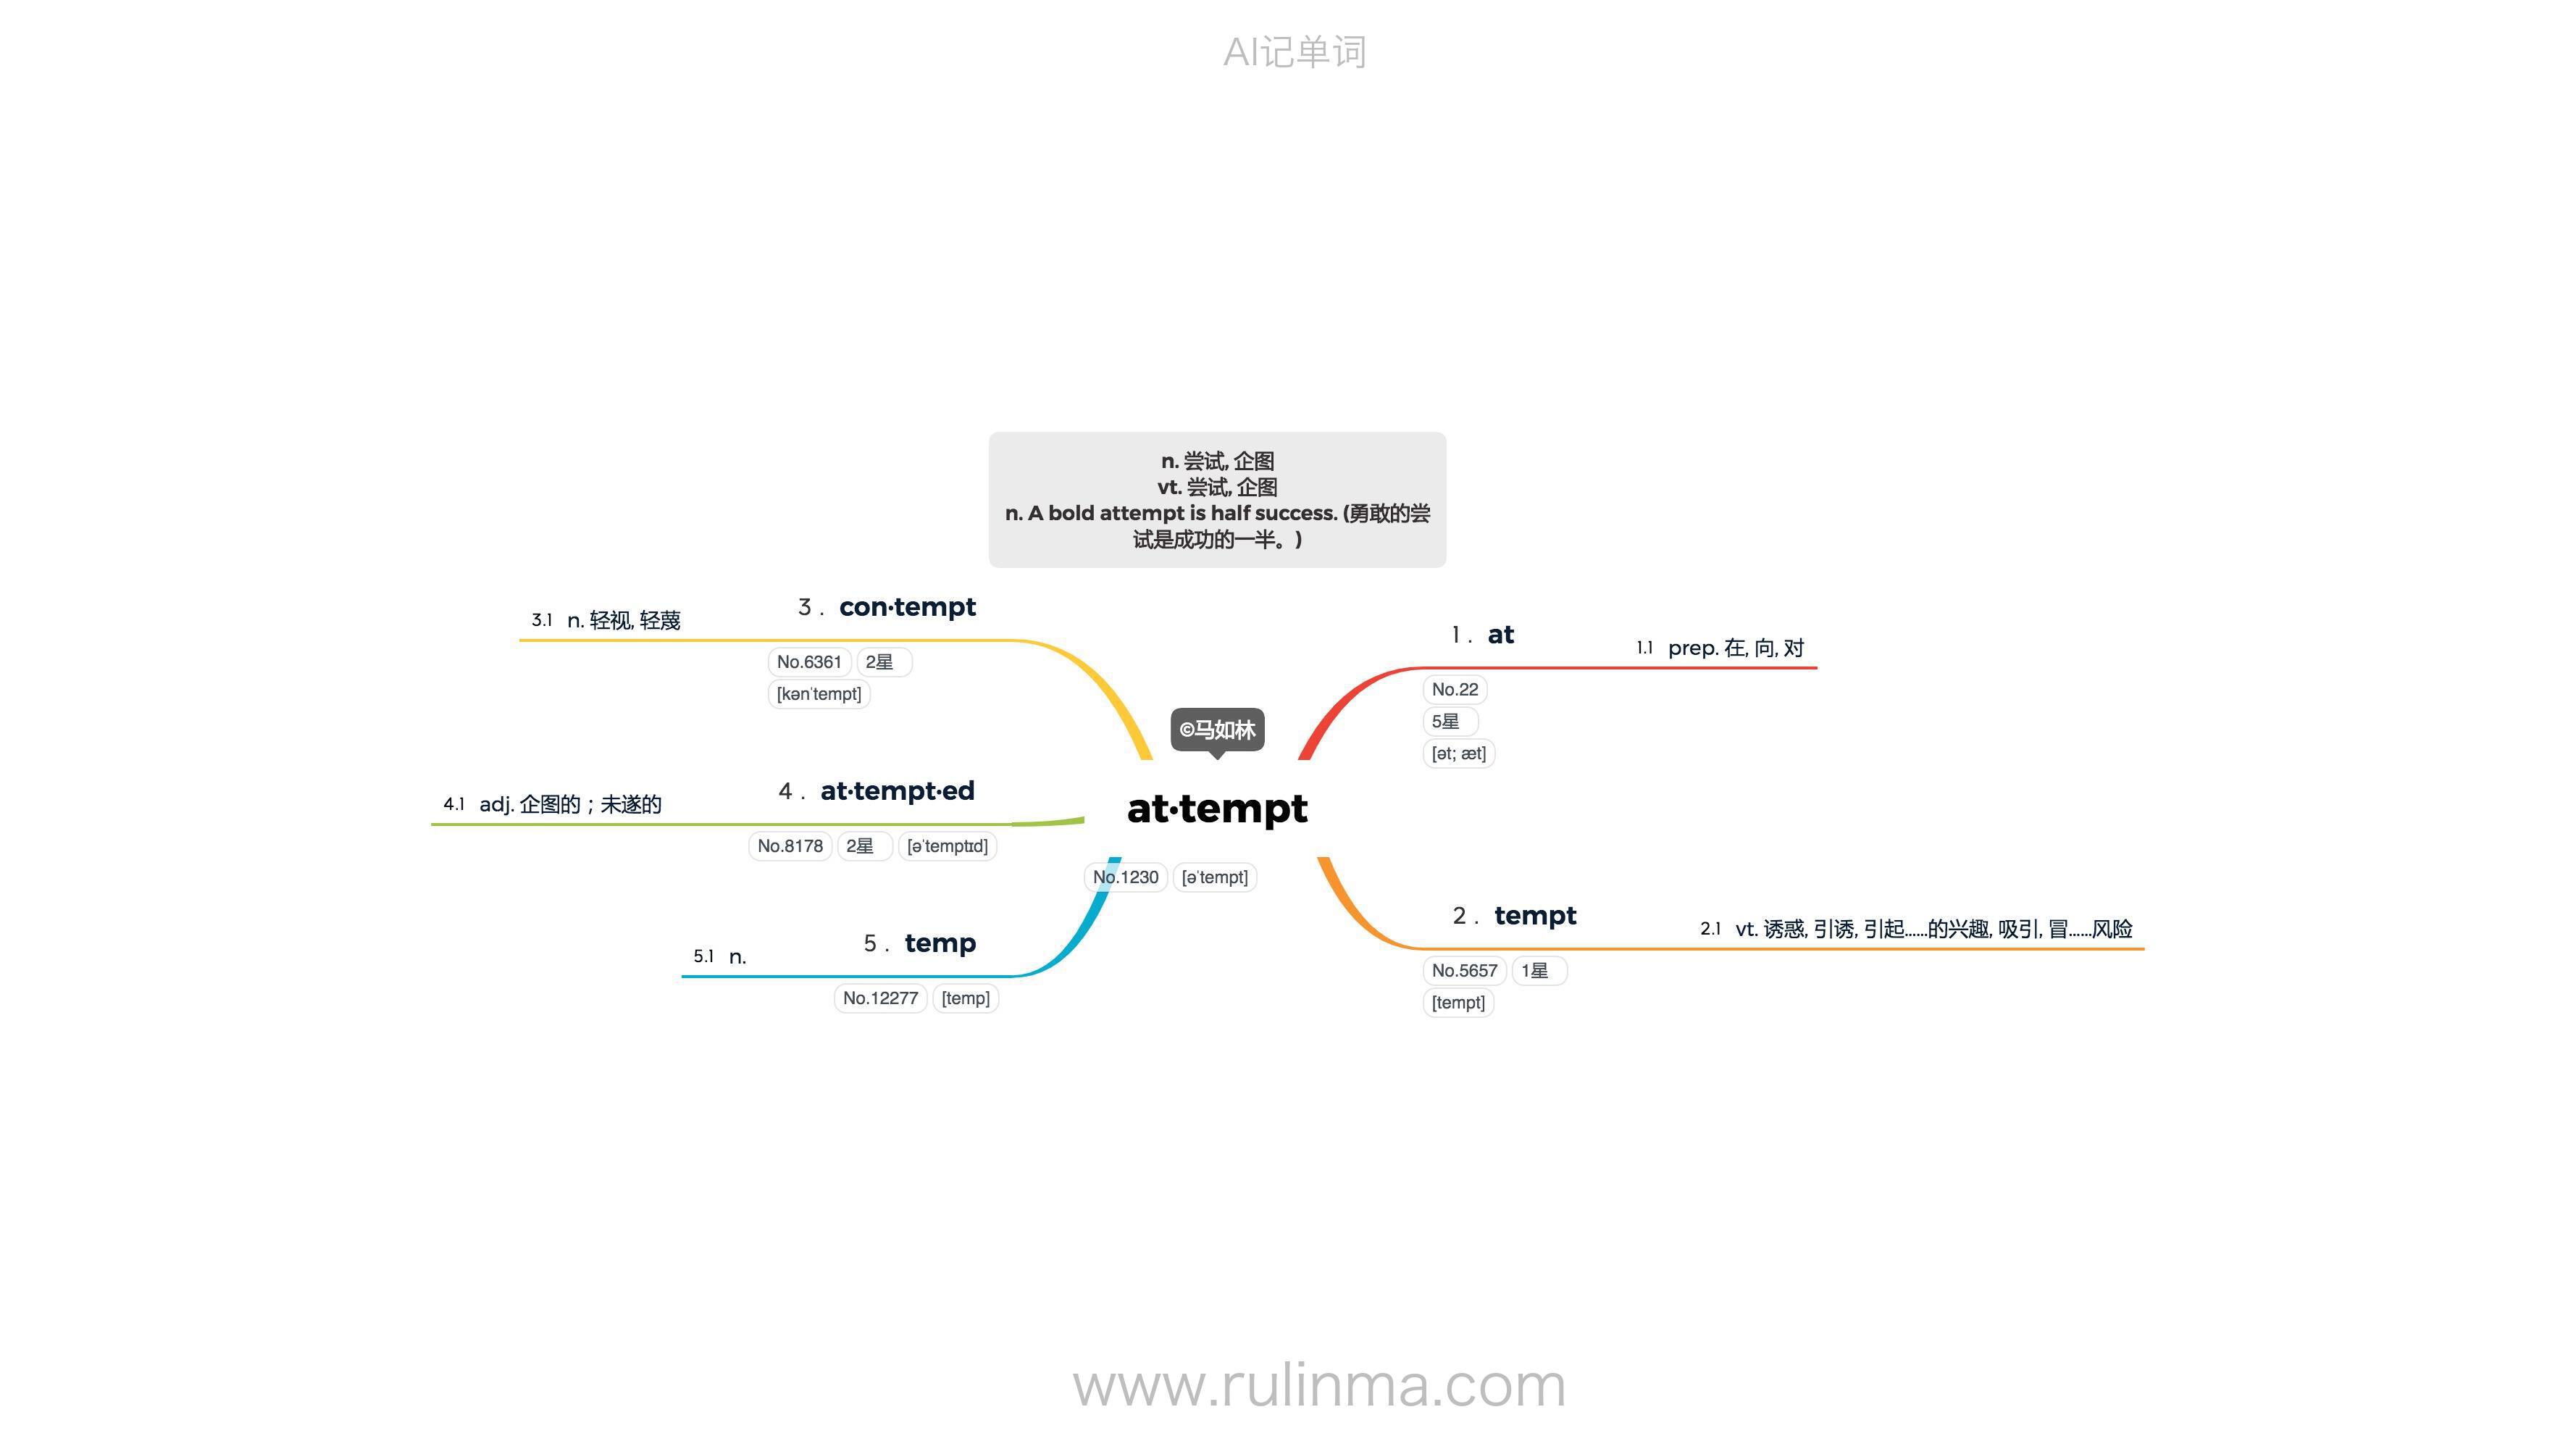 AI记单词
n. 尝试, 企图
vt. 尝试, 企图
n. A bold attempt is half success. (勇敢的尝
试是成功的一半。)
3 . con·tempt
3.1 n. 轻视, 轻蔑
No.6361 2星
[kənˈtempt]
1 . at
1.1 prep. 在, 向, 对
No.22
5星
[ət; æt]
©马如林
at·tempt
No.1230 [əˈtempt]
4 . at·tempt·ed
4.1 adj. 企图的；未遂的
No.8178 2星 [əˈtemptɪd]
2 . tempt
2.1 vt. 诱惑, 引诱, 引起……的兴趣, 吸引, 冒……风险
No.5657 1星
[tempt]
5 . temp
5.1 n.
No.12277 [temp]
www.rulinma.com